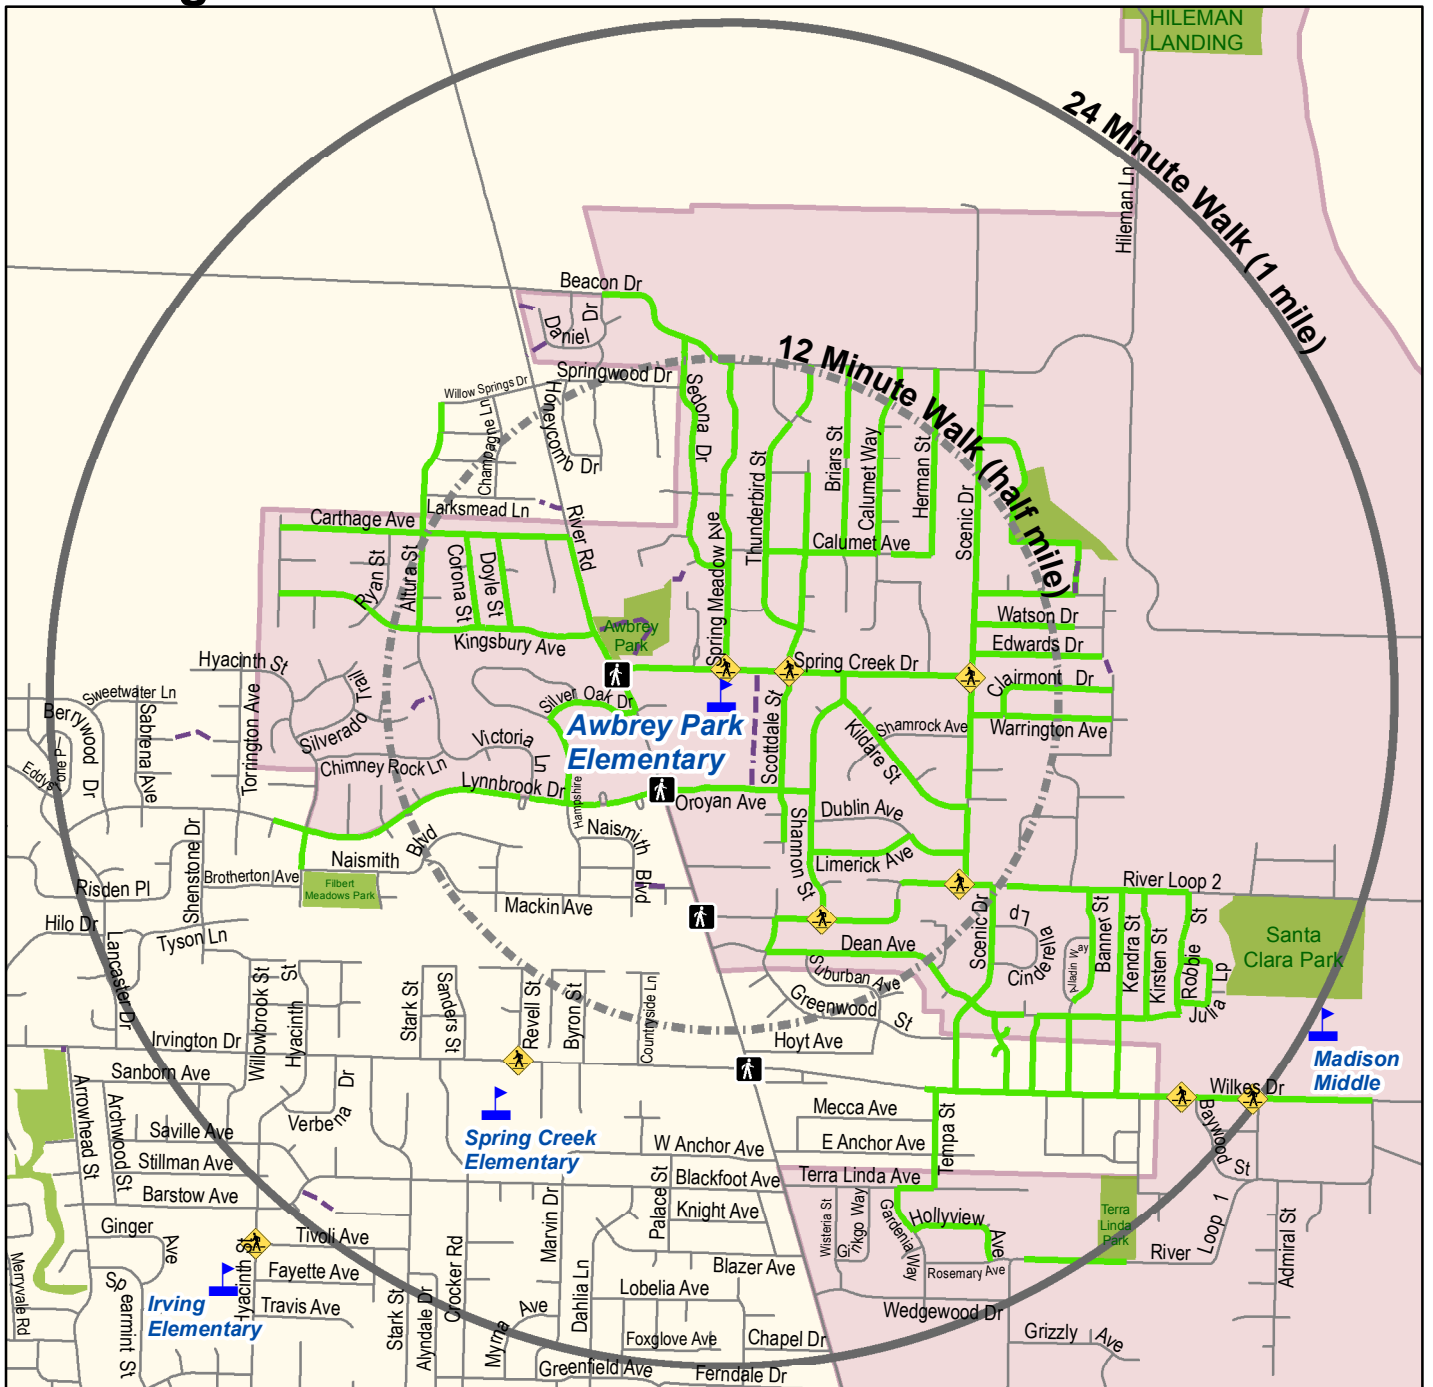 HILEMAN
LANDING
24 Minute Walk (1 mile)
Hileman Ln
Beacon Dr
Daniel
Dr
12 Minute Walk (half mile)
Springwood Dr
Willow Springs Dr
Champagne Ln
Honeycomb Dr
Sedona Dr
Larksmead Ln
Carthage Ave
River Rd
Spring Meadow Ave
Thunderbird St
Briars St
Calumet Way
Herman St
Scenic Dr
Calumet Ave
Ryan St
Altura St
Corona St
Doyle St
Kingsbury Ave
Awbrey
Park
Watson Dr
Edwards Dr
Spring Creek Dr
Clairmont Dr
Warrington Ave
Hyacinth St
Sweetwater Ln
Berrywood Dr
Sabrena Ave
Torrington Ave
Silverado Trail
Silver Oak Dr
Awbrey Park
Elementary
Victoria Ln
Chimney Rock Ln
Lynnbrook Dr
Hampshire
Oroyan Ave
Scottdale St
Kildare St
Shamrock Ave
Dublin Ave
Limerick Ave
Shannon St
Naismith Blvd
Naismith Blvd
Shenstone Dr
Brotherton Ave
Filbert
Meadows Park
Risden Pl
Mackin Ave
River Loop 2
Hilo Dr
Lancaster Dr
Tyson Ln
Dean Ave
Scenic Dr
Cinderella Lp
Alladin Way
Banner St
Kendra St
Kirsten St
Robbie St
Julia Lp
Santa
Clara Park
Suburban Ave
Greenwood St
Hoyt Ave
Willowbrook St
Hyacinth St
Stark St
Sanders St
Revell St
Byron St
Countryside Ln
Irvington Dr
Sanborn Ave
Arrowhead St
Archwood St
Verbena Dr
Saville Ave
Stillman Ave
Barstow Ave
Spring Creek
Elementary
Mecca Ave
E Anchor Ave
W Anchor Ave
Tempa St
Wilkes Dr
Madison
Middle
Baywood St
Blackfoot Ave
Terra Linda Ave
Palace St
Knight Ave
Marvin Dr
Wisteria St
Ginkgo Way
Gardenia Way
Hollyview Ave
Terra
Linda
Park
River Loop 1
Admiral St
Ginger Ave
Tivoli Ave
Fayette Ave
Travis Ave
Hyacinth St
Irving
Elementary
Spearmint St
Merryvale Rd
Stark St
Alyndale Dr
Crocker Rd
Myrna Ave
Dahlia Ln
Blazer Ave
Lobelia Ave
Foxglove Ave
Chapel Dr
Rosemary Ave
Wedgewood Dr
Grizzly Ave
Greenfield Ave
Ferndale Dr